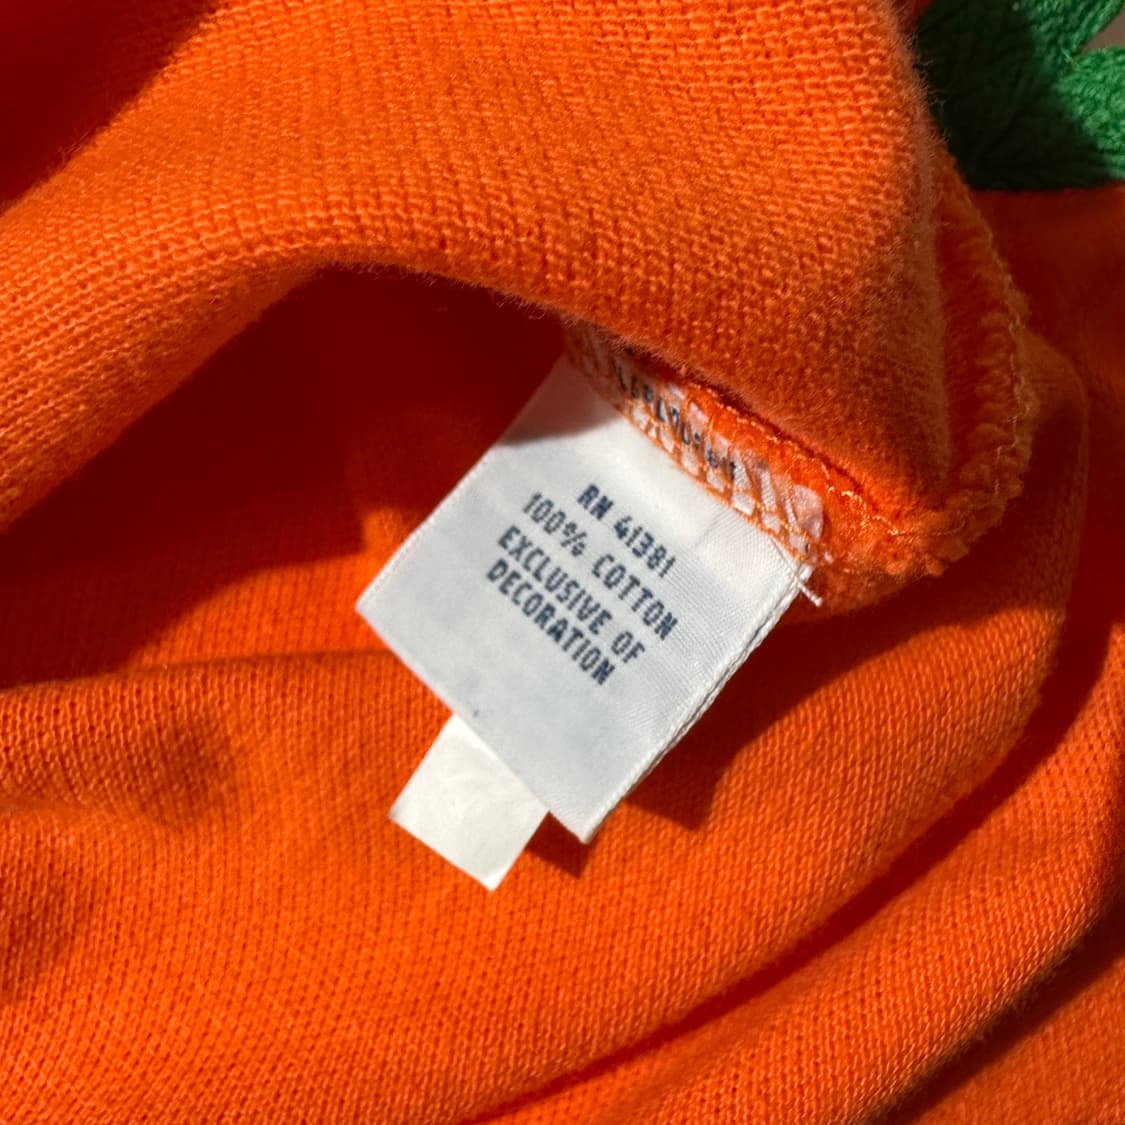 RN 41381
100% COTTON
EXCLUSIVE OF
DECORATION